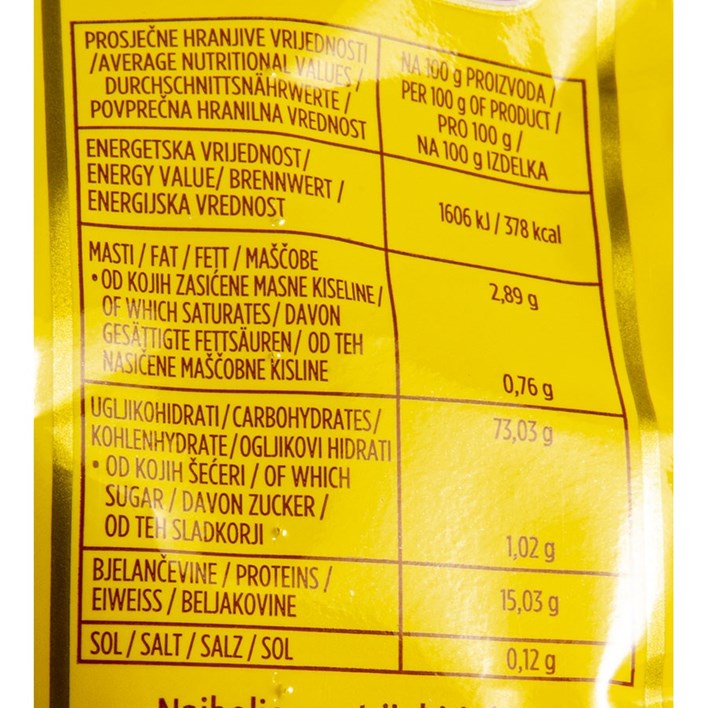 PROSJEČNE HRANJIVE VRIJEDNOSTI
/AVERAGE NUTRITIONAL VALUES /
DURCHSCHNITTSNÄHRWERTE /
POVPREČNA HRANILNA VREDNOST
NA 100 g PROIZVODA /
PER 100 g OF PRODUCT /
PRO 100 g /
NA 100 g IZDELKA
ENERGETSKA VRIJEDNOST/
ENERGY VALUE/ BRENNWERT /
ENERGIJSKA VREDNOST
1606 kJ / 378 kcal
MASTI / FAT / FETT / MAŠČOBE
2,89 g
• OD KOJIH ZASIĆENE MASNE KISELINE/
OF WHICH SATURATES / DAVON
GESÄTTIGTE FETTSÄUREN / OD TEH
NASIČENE MAŠČOBNE KISLINE
0,76 g
UGLJIKOHIDRATI / CARBOHYDRATES /
KOHLENHYDRATE / OGLJIKOVI HIDRATI
73,03 g
• OD KOJIH ŠEĆERI / OF WHICH
SUGAR / DAVON ZUCKER /
OD TEH SLADKORJI
1,02 g
BJELANČEVINE / PROTEINS /
EIWEISS / BELJAKOVINE
15,03 g
SOL / SALT / SALZ / SOL
0,12 g